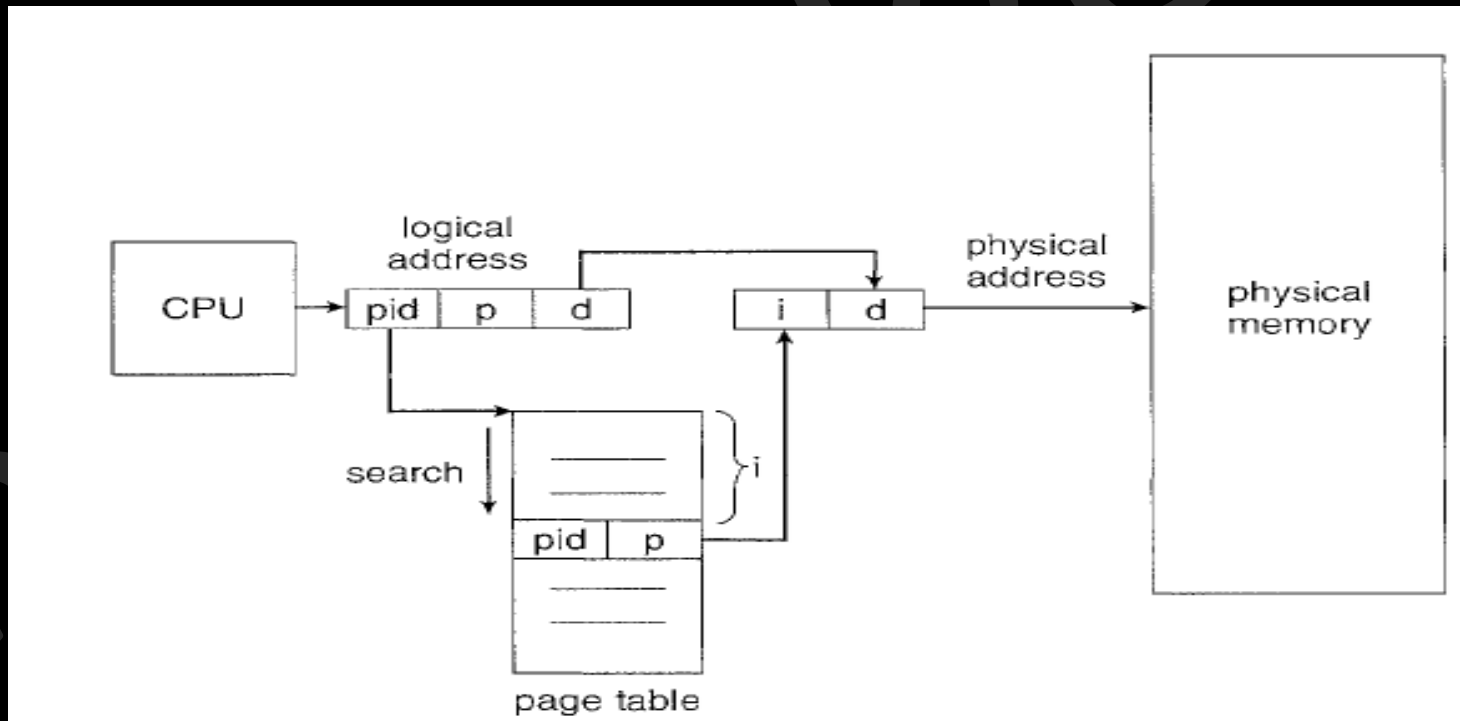 logical
address
CPU
pid p d
i d
physical
address
physical
memory
search
i
pid p
page table